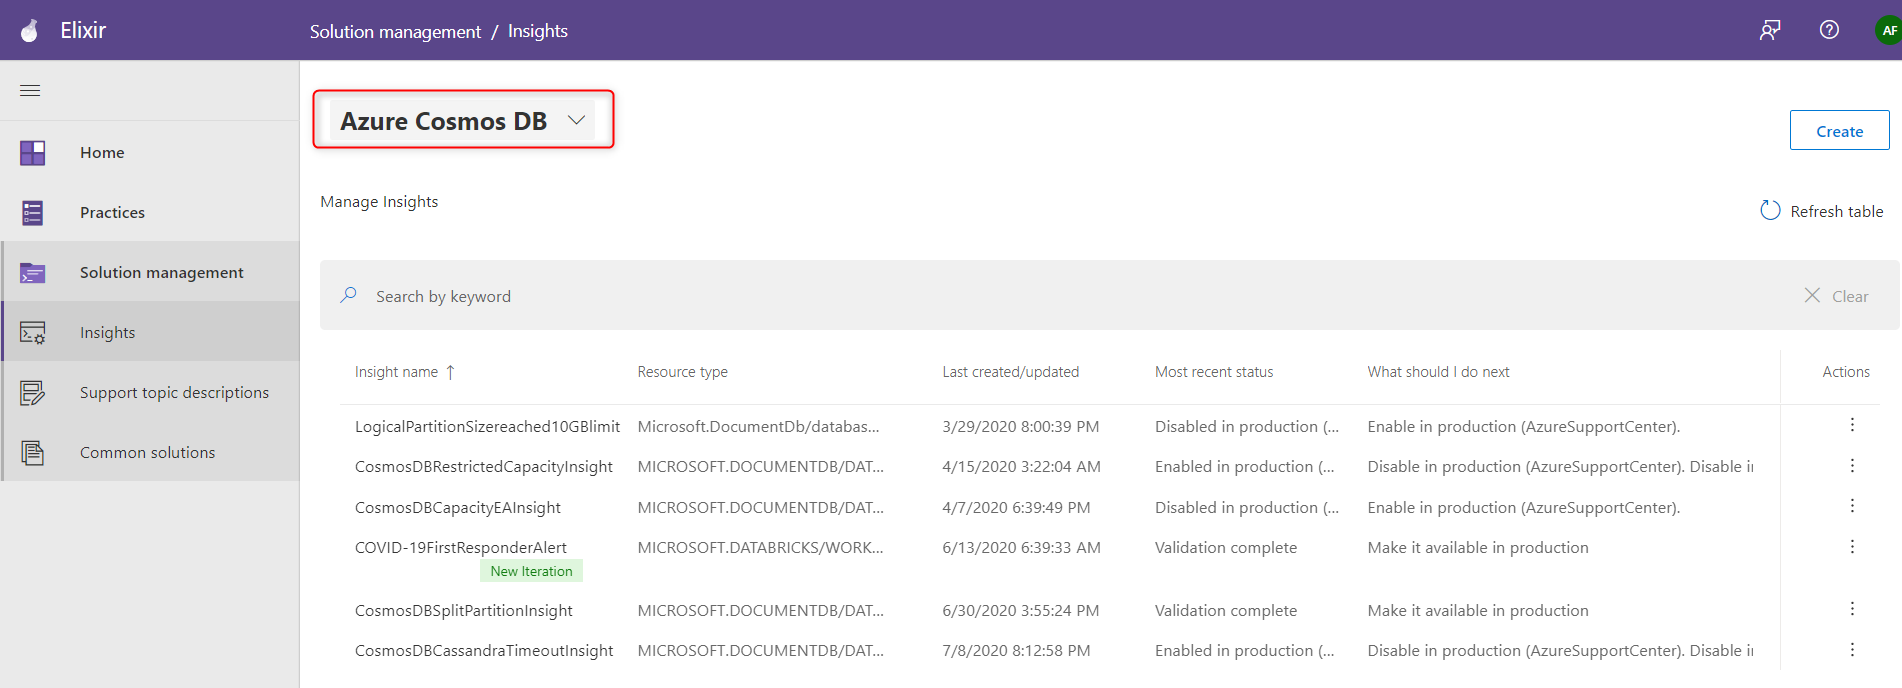 Elixir
Solution management / Insights
AF
Home
Practices
Solution management
Insights
Support topic descriptions
Common solutions
Azure Cosmos DB
Create
Manage Insights
Refresh table
Search by keyword
Clear
Insight name ↑ Resource type Last created/updated Most recent status What should I do next Actions
LogicalPartitionSizereached10GBlimit Microsoft.DocumentDb/databas... 3/29/2020 8:00:39 PM Disabled in production (... Enable in production (AzureSupportCenter).
CosmosDBRestrictedCapacityInsight MICROSOFT.DOCUMENTDB/DAT... 4/15/2020 3:22:04 AM Enabled in production (... Disable in production (AzureSupportCenter). Disable i
CosmosDBCapacityEAInsight MICROSOFT.DOCUMENTDB/DAT... 4/7/2020 6:39:49 PM Disabled in production (... Enable in production (AzureSupportCenter).
COVID-19FirstResponderAlert MICROSOFT.DATABRICKS/WORK... 6/13/2020 6:39:33 AM Validation complete Make it available in production
New Iteration
CosmosDBSplitPartitionInsight MICROSOFT.DOCUMENTDB/DAT... 6/30/2020 3:55:24 PM Validation complete Make it available in production
CosmosDBCassandraTimeoutInsight MICROSOFT.DOCUMENTDB/DAT... 7/8/2020 8:12:58 PM Enabled in production (... Disable in production (AzureSupportCenter). Disable i